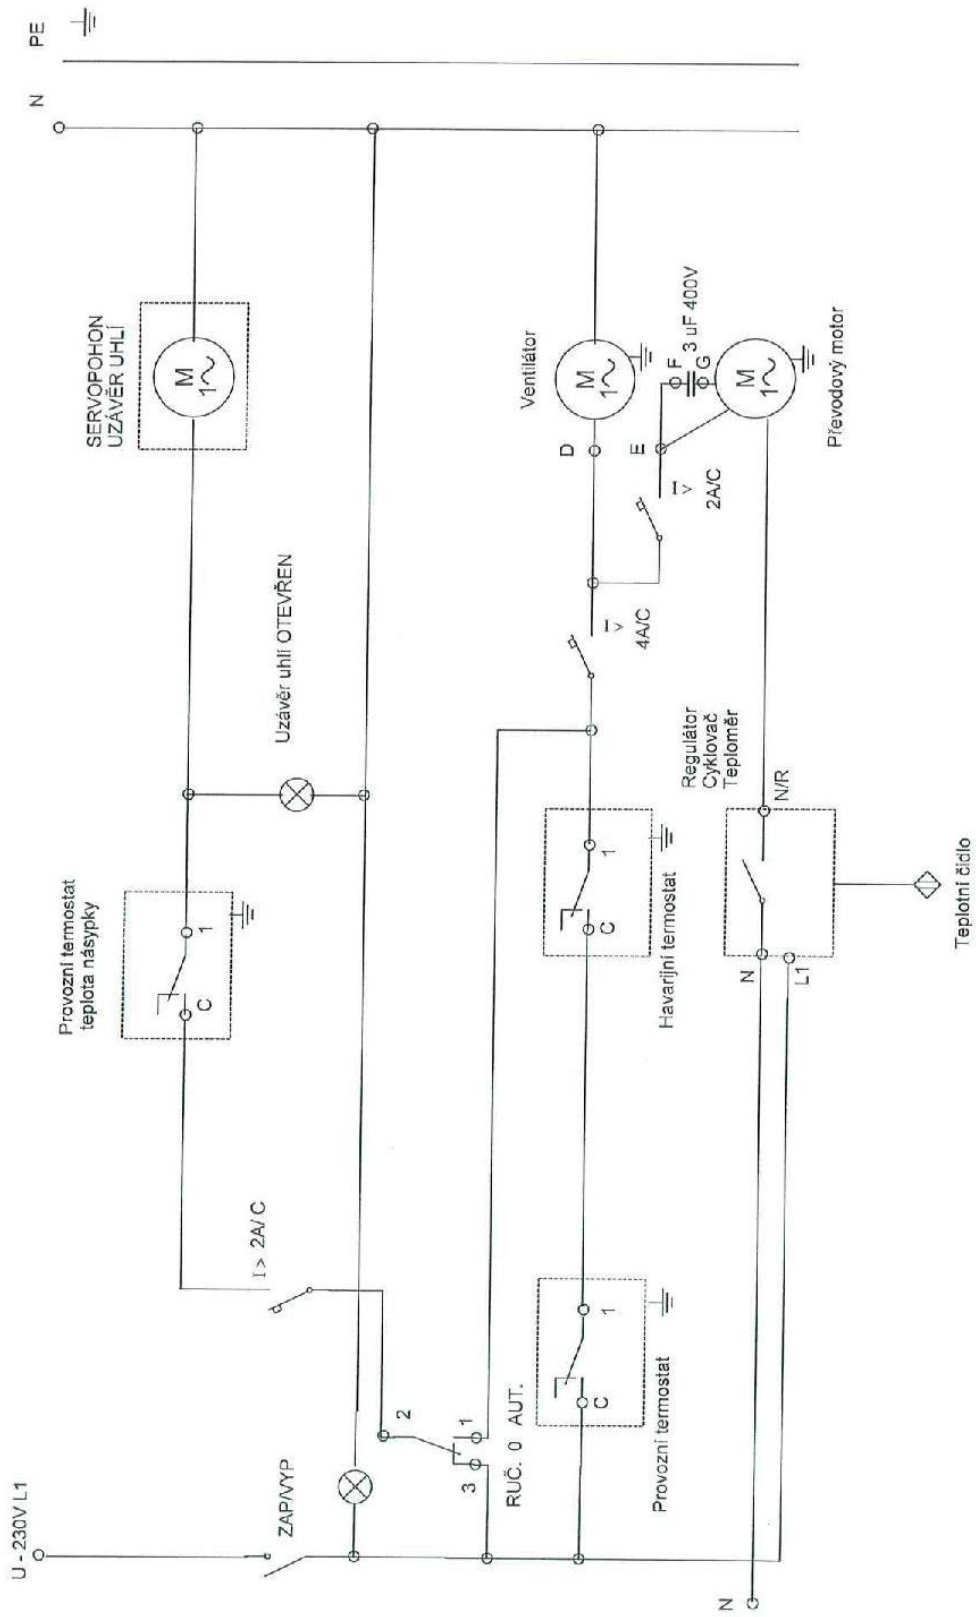 U - 230V L1
ZAP/VYP
I > 2A/ C
2
3
1
RUČ. 0 AUT.
Provozní termostat
teplota násypky
C
1
SERVOPOHON
UZÁVĚR UHLÍ
M
1
N
PE
Uzávěr uhlí OTEVŘEN
Provozní termostat
C
1
Havarijní termostat
C
1
4A/C
D
Ventilátor
M
1
2A/C
E
F
G
3 uF 400V
M
1
Převodový motor
N
N
L1
N/R
Regulátor
Cyklovač
Teploměr
Teplotní čidlo